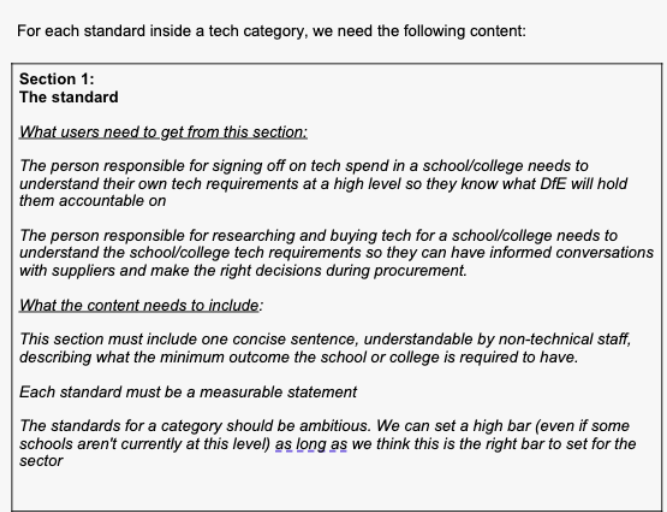 For each standard inside a tech category, we need the following content:
Section 1:
The standard
What users need to get from this section:
The person responsible for signing off on tech spend in a school/college needs to
understand their own tech requirements at a high level so they know what DfE will hold
them accountable on
The person responsible for researching and buying tech for a school/college needs to
understand the school/college tech requirements so they can have informed conversations
with suppliers and make the right decisions during procurement.
What the content needs to include:
This section must include one concise sentence, understandable by non-technical staff,
describing what the minimum outcome the school or college is required to have.
Each standard must be a measurable statement
The standards for a category should be ambitious. We can set a high bar (even if some
schools aren't currently at this level) as long as we think this is the right bar to set for the
sector